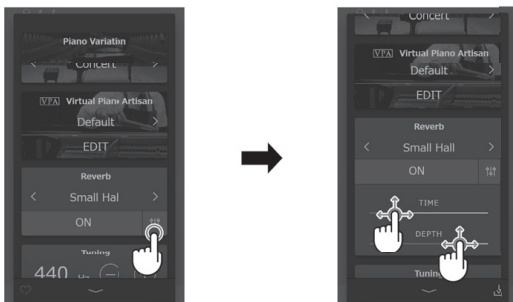 Piano Variatin
Concert
VPA Virtual Piano Artisan
Default
EDIT
Reverb
Small Hal
ON
Tuning
440 Hz
Concert
VPA Virtual Piano Artisan
Default
EDIT
Reverb
Small Hall
ON
TIME
DEPTH
Tuning